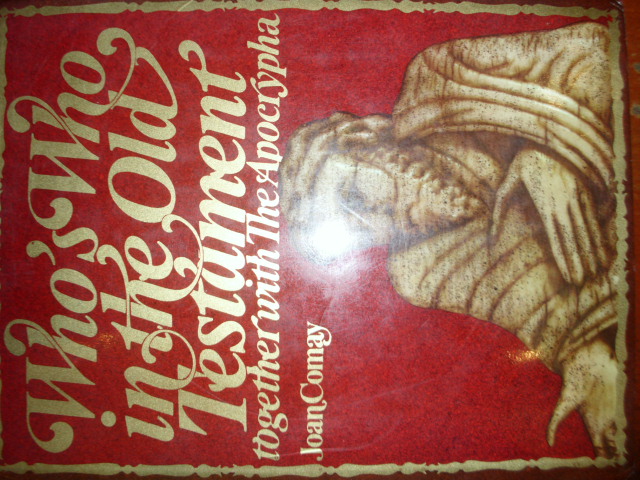 Who's Who
in the Old
Testament
together with The Apocrypha
Joan Comay